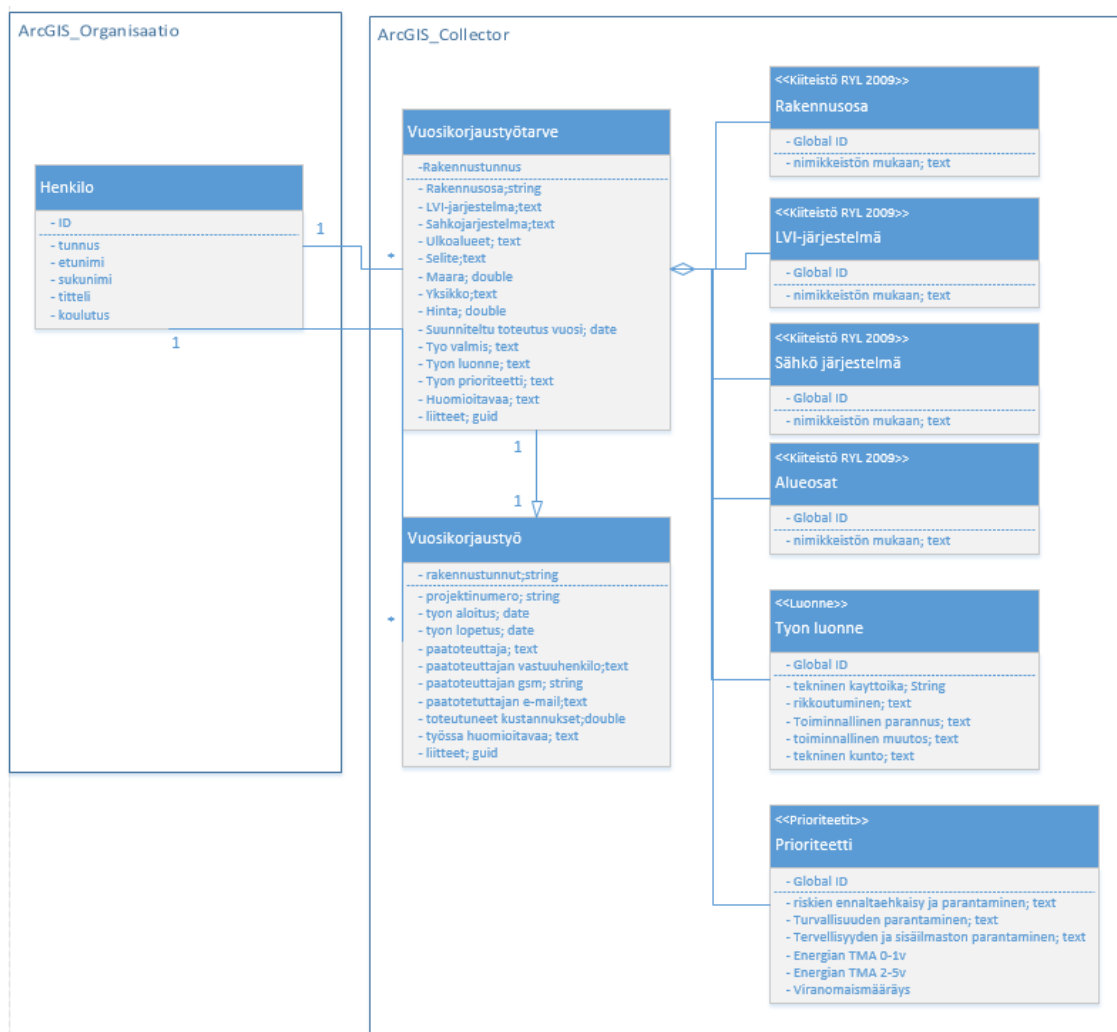 ArcGIS_Organisaatio
Henkilo
- ID
- tunnus
- etunimi
- sukunimi
- titteli
- koulutus
1
1
ArcGIS_Collector
Vuosikorjaustyötarve
-Rakennustunnus
- Rakennusosa;string
- LVI-jarjestelma;text
- Sahkojarjestelma;text
- Ulkoalueet; text
- Selite;text
- Maara; double
- Yksikko;text
- Hinta; double
- Suunniteltu toteutus vuosi; date
- Tyo valmis; text
- Tyon luonne; text
- Tyon prioriteetti; text
- Huomioitavaa; text
- liitteet; guid
*
1
1
Vuosikorjaustyö
- rakennustunnut;string
- projektinumero; string
- tyon aloitus; date
- tyon lopetus; date
- paatoteuttaja; text
- paatoteuttajan vastuuhenkilo;text
- paatoteuttajan gsm; string
- paatotetuttajan e-mail;text
- toteutuneet kustannukset;double
- työssa huomioitavaa; text
- liitteet; guid
*
<<Kiiteistö RYL 2009>>
Rakennusosa
- Global ID
- nimikkeistön mukaan; text
<<Kiiteistö RYL 2009>>
LVI-järjestelmä
- Global ID
- nimikkeistön mukaan; text
<<Kiiteistö RYL 2009>>
Sähkö järjestelmä
- Global ID
- nimikkeistön mukaan; text
<<Kiiteistö RYL 2009>>
Alueosat
- Global ID
- nimikkeistön mukaan; text
<<Luonne>>
Tyon luonne
- Global ID
- tekninen kayttoika; String
- rikkoutuminen; text
- Toiminnallinen parannus; text
- toiminnallinen muutos; text
- tekninen kunto; text
<<Prioriteetit>>
Prioriteetti
- Global ID
- riskien ennaltaehkaisy ja parantaminen; text
- Turvallisuuden parantaminen; text
- Tervellisyyden ja sisäilmaston parantaminen; text
- Energian TMA 0-1v
- Energian TMA 2-5v
- Viranomaismääräys